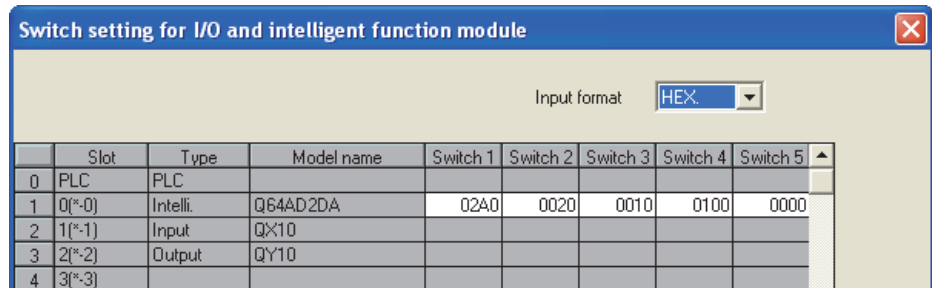 Switch setting for I/O and intelligent function module
Input format HEX.
Slot Type Model name Switch 1 Switch 2 Switch 3 Switch 4 Switch 5
0 PLC PLC
1 0(*-0) Intelli. Q64AD2DA 02A0 0020 0010 0100 0000
2 1(*-1) Input QX10
3 2(*-2) Output QY10
4 3(*-3)